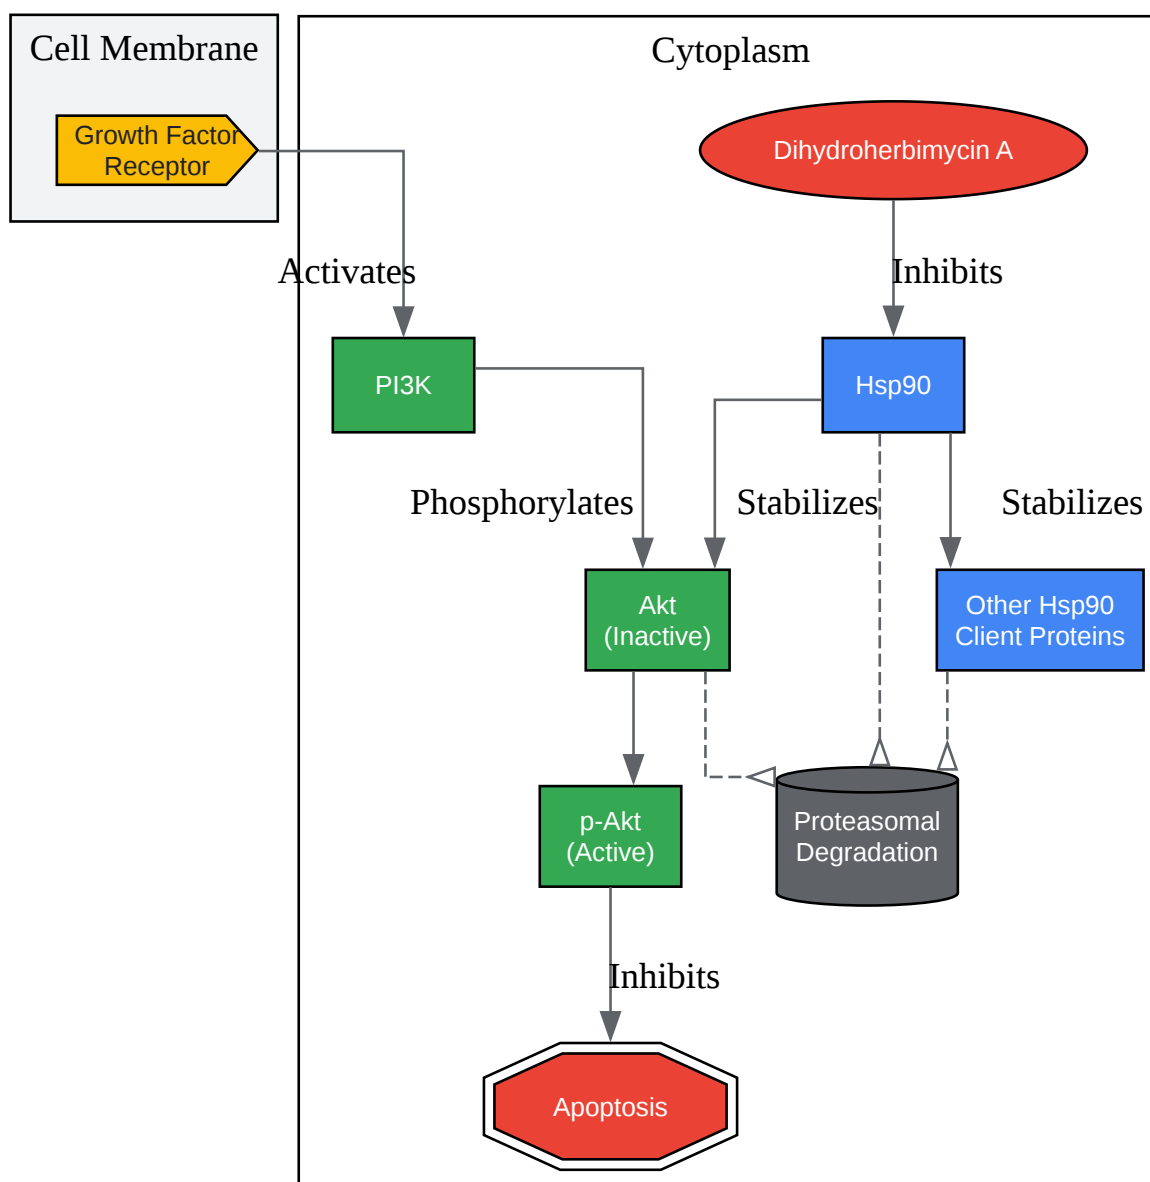 Cell Membrane
Cytoplasm
Growth Factor
Receptor
Dihydroherbimycin A
Activates
Inhibits
PI3K
Hsp90
Phosphorylates
Stabilizes
Stabilizes
Akt
(Inactive)
Other Hsp90
Client Proteins
p-Akt
(Active)
Proteasomal
Degradation
Inhibits
Apoptosis